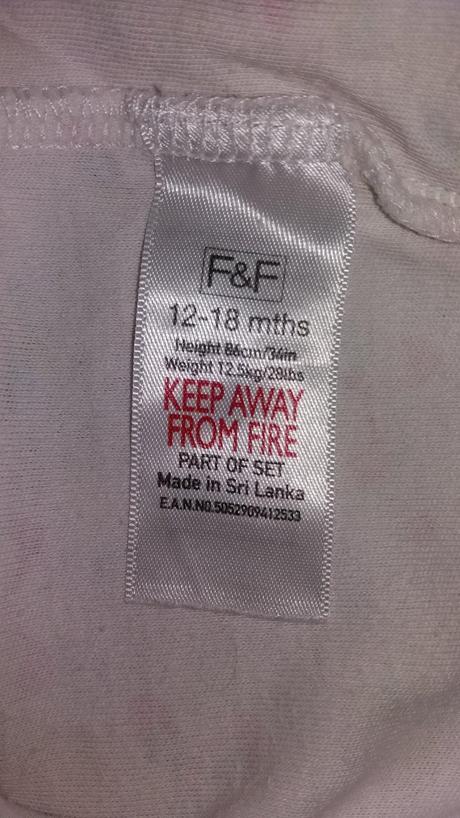 F&F
12-18 mths
Height 86cm/34in
Weight 12.5kg/28lbs
KEEP AWAY
FROM FIRE
PART OF SET
Made in Sri Lanka
E.A.N.NO.5052909412533